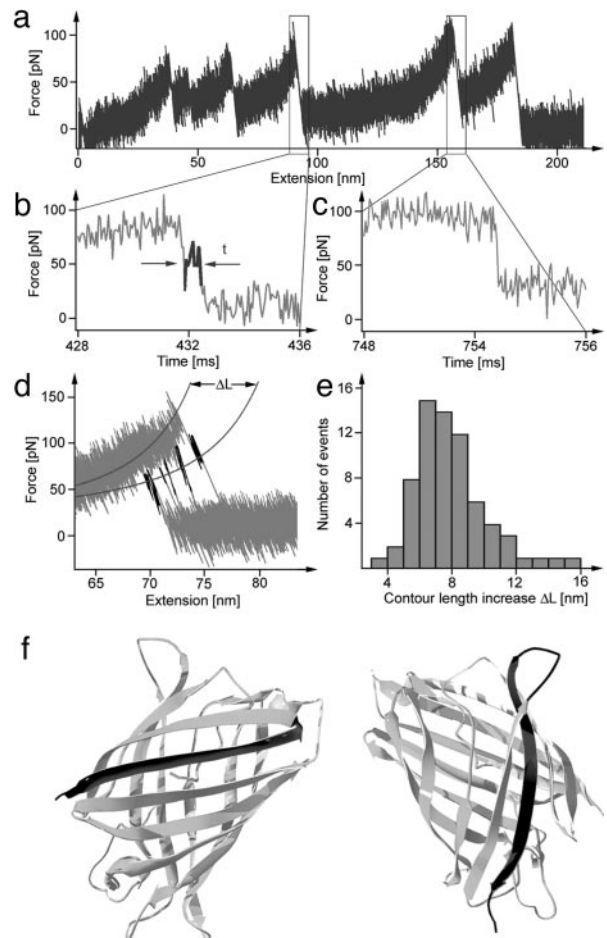 a
Force [pN]
100
50
0
0
50
100
150
200
Extension [nm]
b
Force [pN]
100
50
0
t
428
432
436
Time [ms]
c
Force [pN]
100
50
0
748
754
756
Time [ms]
d
Force [pN]
150
100
50
0
ΔL
65
70
75
80
Extension [nm]
e
Number of events
16
12
8
4
4
8
12
16
Contour length increase ΔL [nm]
f